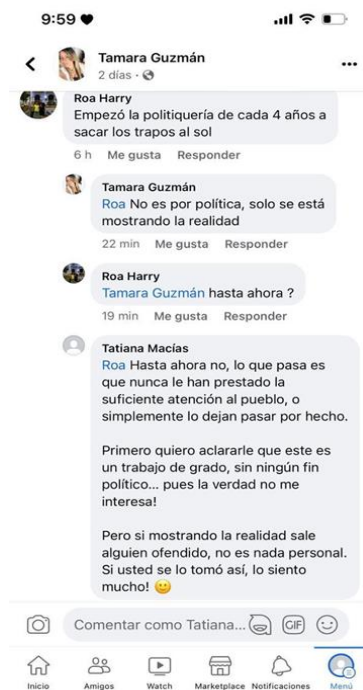 9:59
Tamara Guzmán
2 días ·
Roa Harry
Empezó la politiquería de cada 4 años a
sacar los trapos al sol
6 h Me gusta Responder
Tamara Guzmán
Roa No es por política, solo se está
mostrando la realidad
22 min Me gusta Responder
Roa Harry
Tamara Guzmán hasta ahora ?
19 min Me gusta Responder
Tatiana Macías
Roa Hasta ahora no, lo que pasa es
que nunca le han prestado la
suficiente atención al pueblo, o
simplemente lo dejan pasar por hecho.
Primero quiero aclararle que este es
un trabajo de grado, sin ningún fin
político... pues la verdad no me
interesa!
Pero si mostrando la realidad sale
alguien ofendido, no es nada personal.
Si usted se lo tomó así, lo siento
mucho! 🙂
Comentar como Tatiana... GIF
Inicio Amigos Watch Marketplace Notificaciones Menú